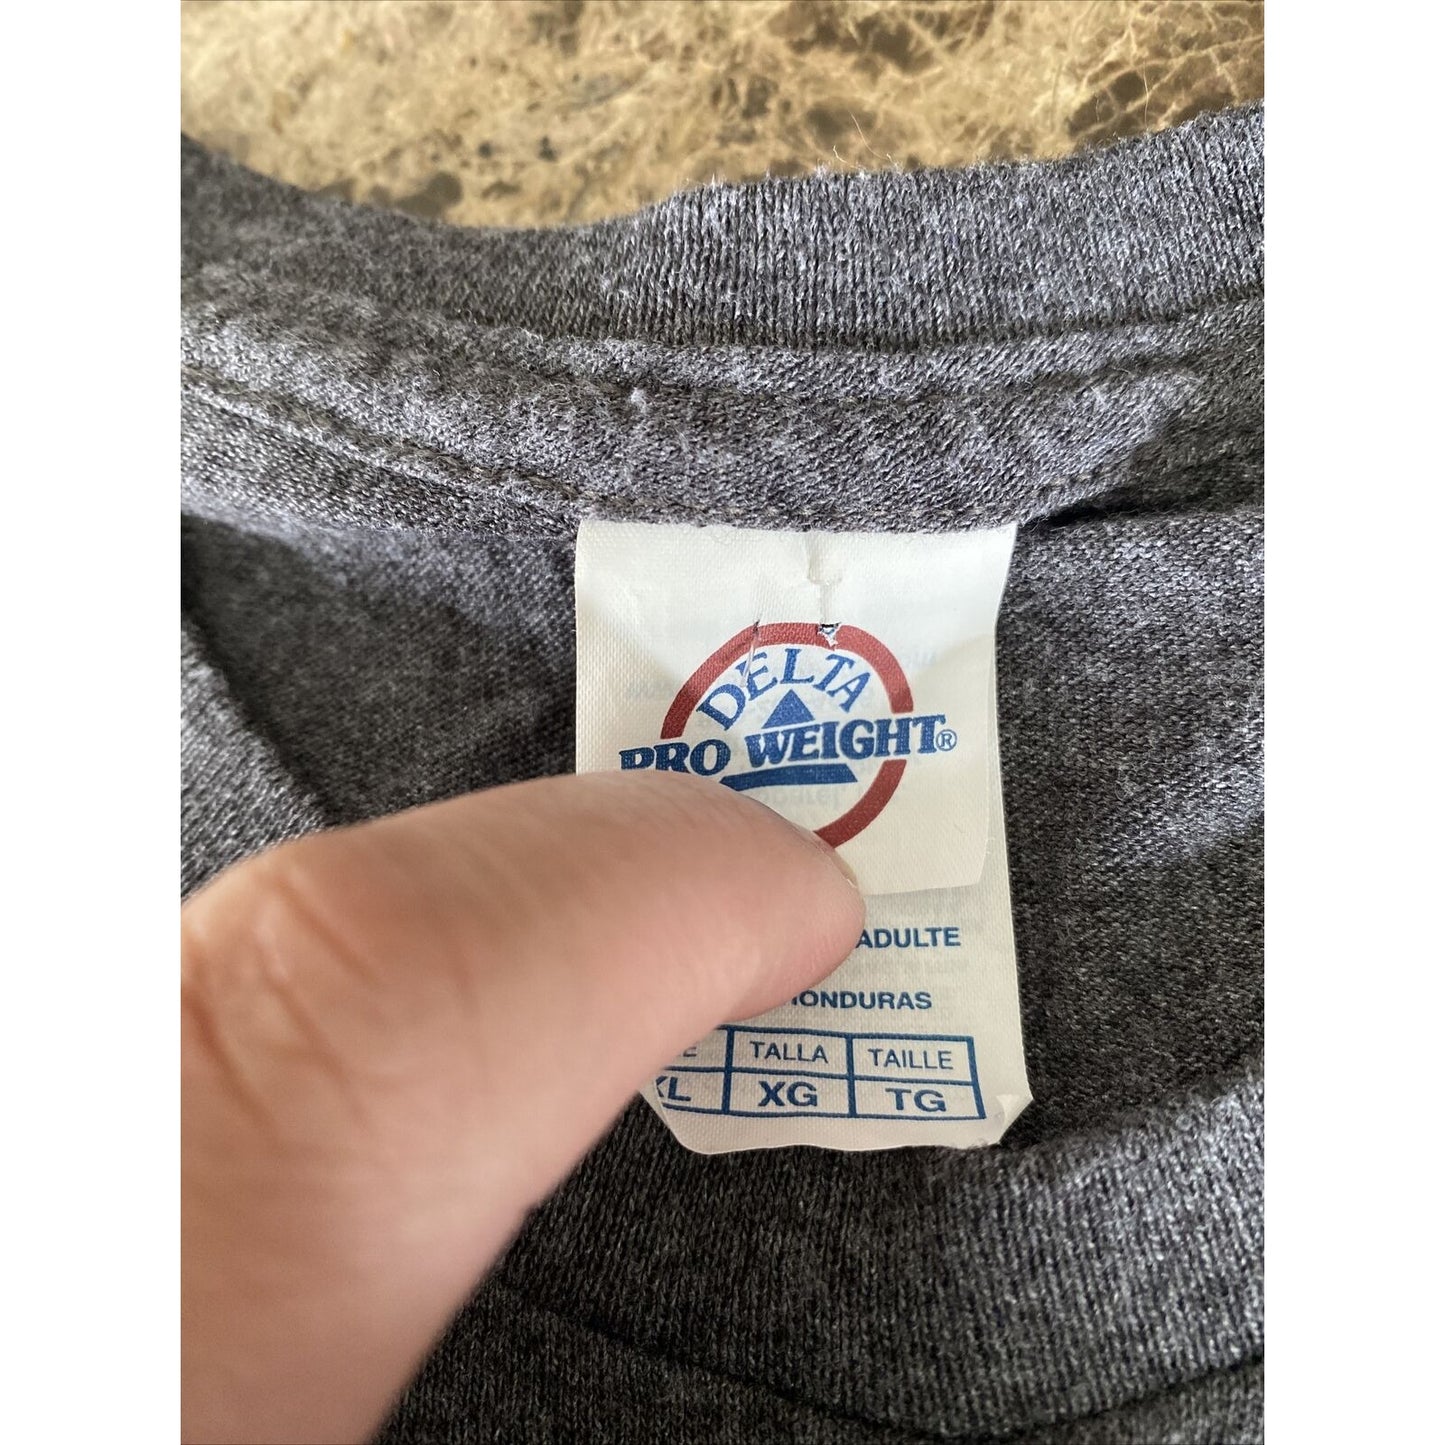 DELTA
PRO WEIGHT®
ADULTE
HONDURAS
TALLA TAILLE
XL XG TG